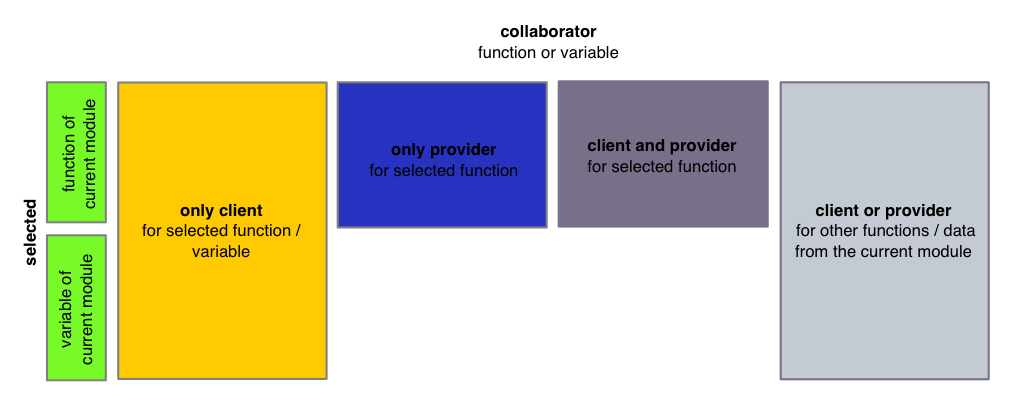 collaborator
function or variable
selected
function of
current module
variable of
current module
only client
for selected function /
variable
only provider
for selected function
client and provider
for selected function
client or provider
for other functions / data
from the current module